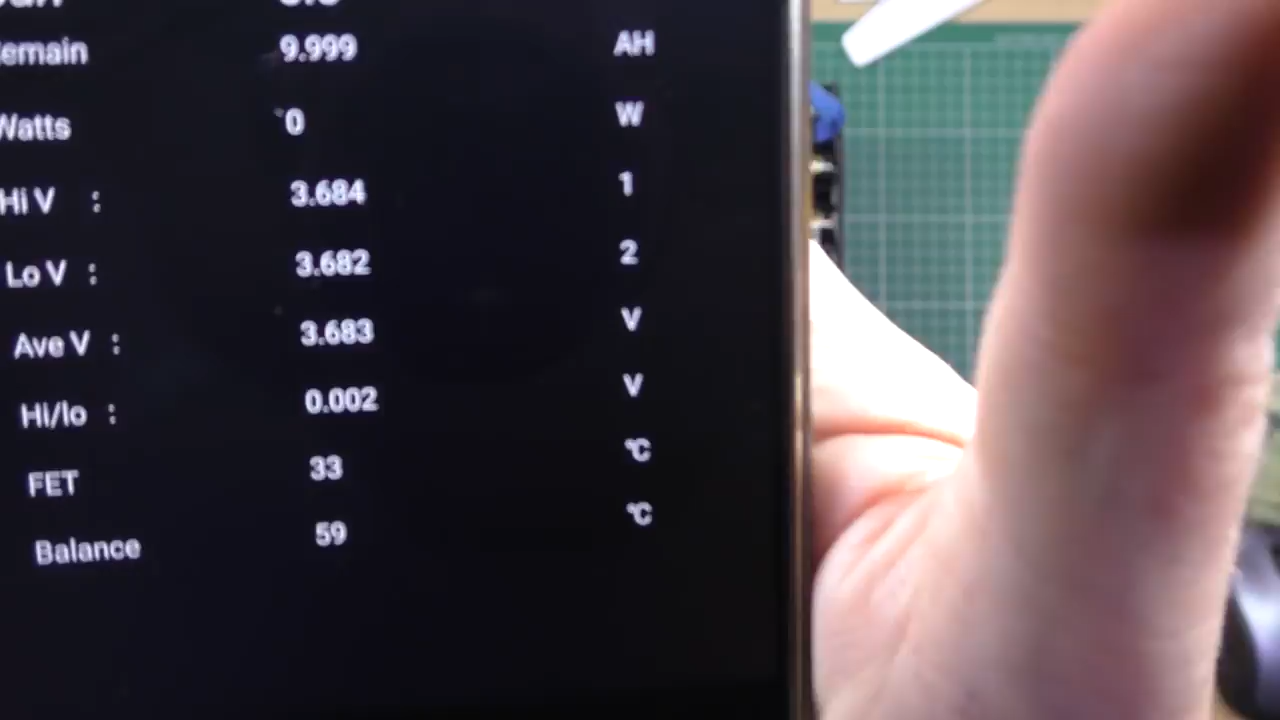 emain 9.999 AH
Watts 0 W
Hi V : 3.684 1
Lo V : 3.682 2
Ave V : 3.683 V
Hi/lo : 0.002 V
FET 33 °C
Balance 59 °C